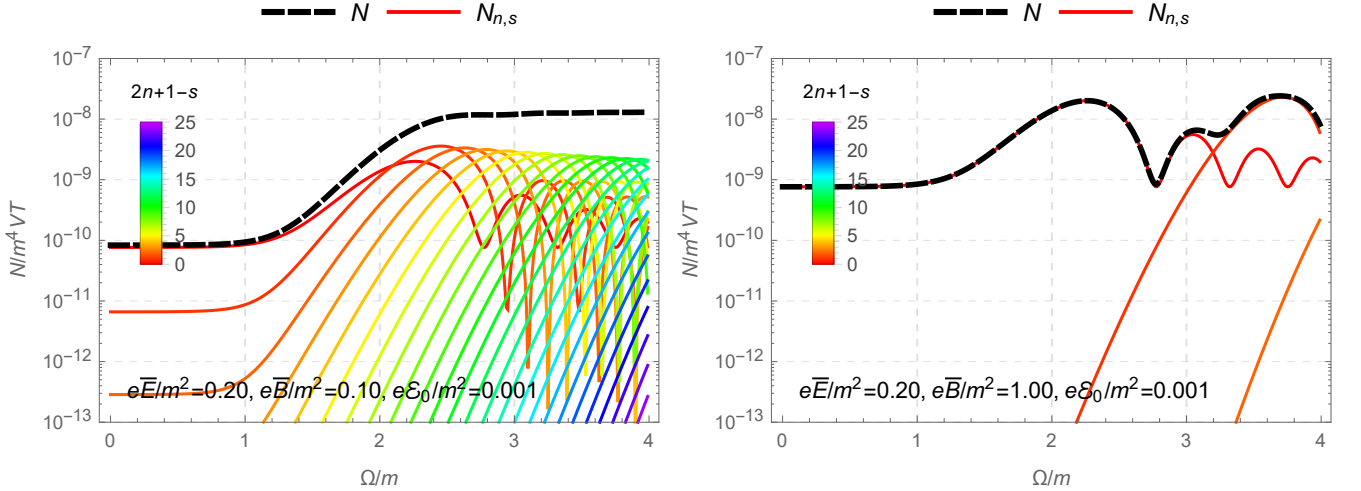 N N_{n,s}
N/m⁴VT
10⁻⁷
10⁻⁸
10⁻⁹
10⁻¹⁰
10⁻¹¹
10⁻¹²
10⁻¹³
2n+1−s
25
20
15
10
5
0
eE̅/m²=0.20, eB̅/m²=0.10, eℰ₀/m²=0.001
0 1 2 3 4
Ω/m
N N_{n,s}
N/m⁴VT
10⁻⁷
10⁻⁸
10⁻⁹
10⁻¹⁰
10⁻¹¹
10⁻¹²
10⁻¹³
2n+1−s
25
20
15
10
5
0
eE̅/m²=0.20, eB̅/m²=1.00, eℰ₀/m²=0.001
0 1 2 3 4
Ω/m